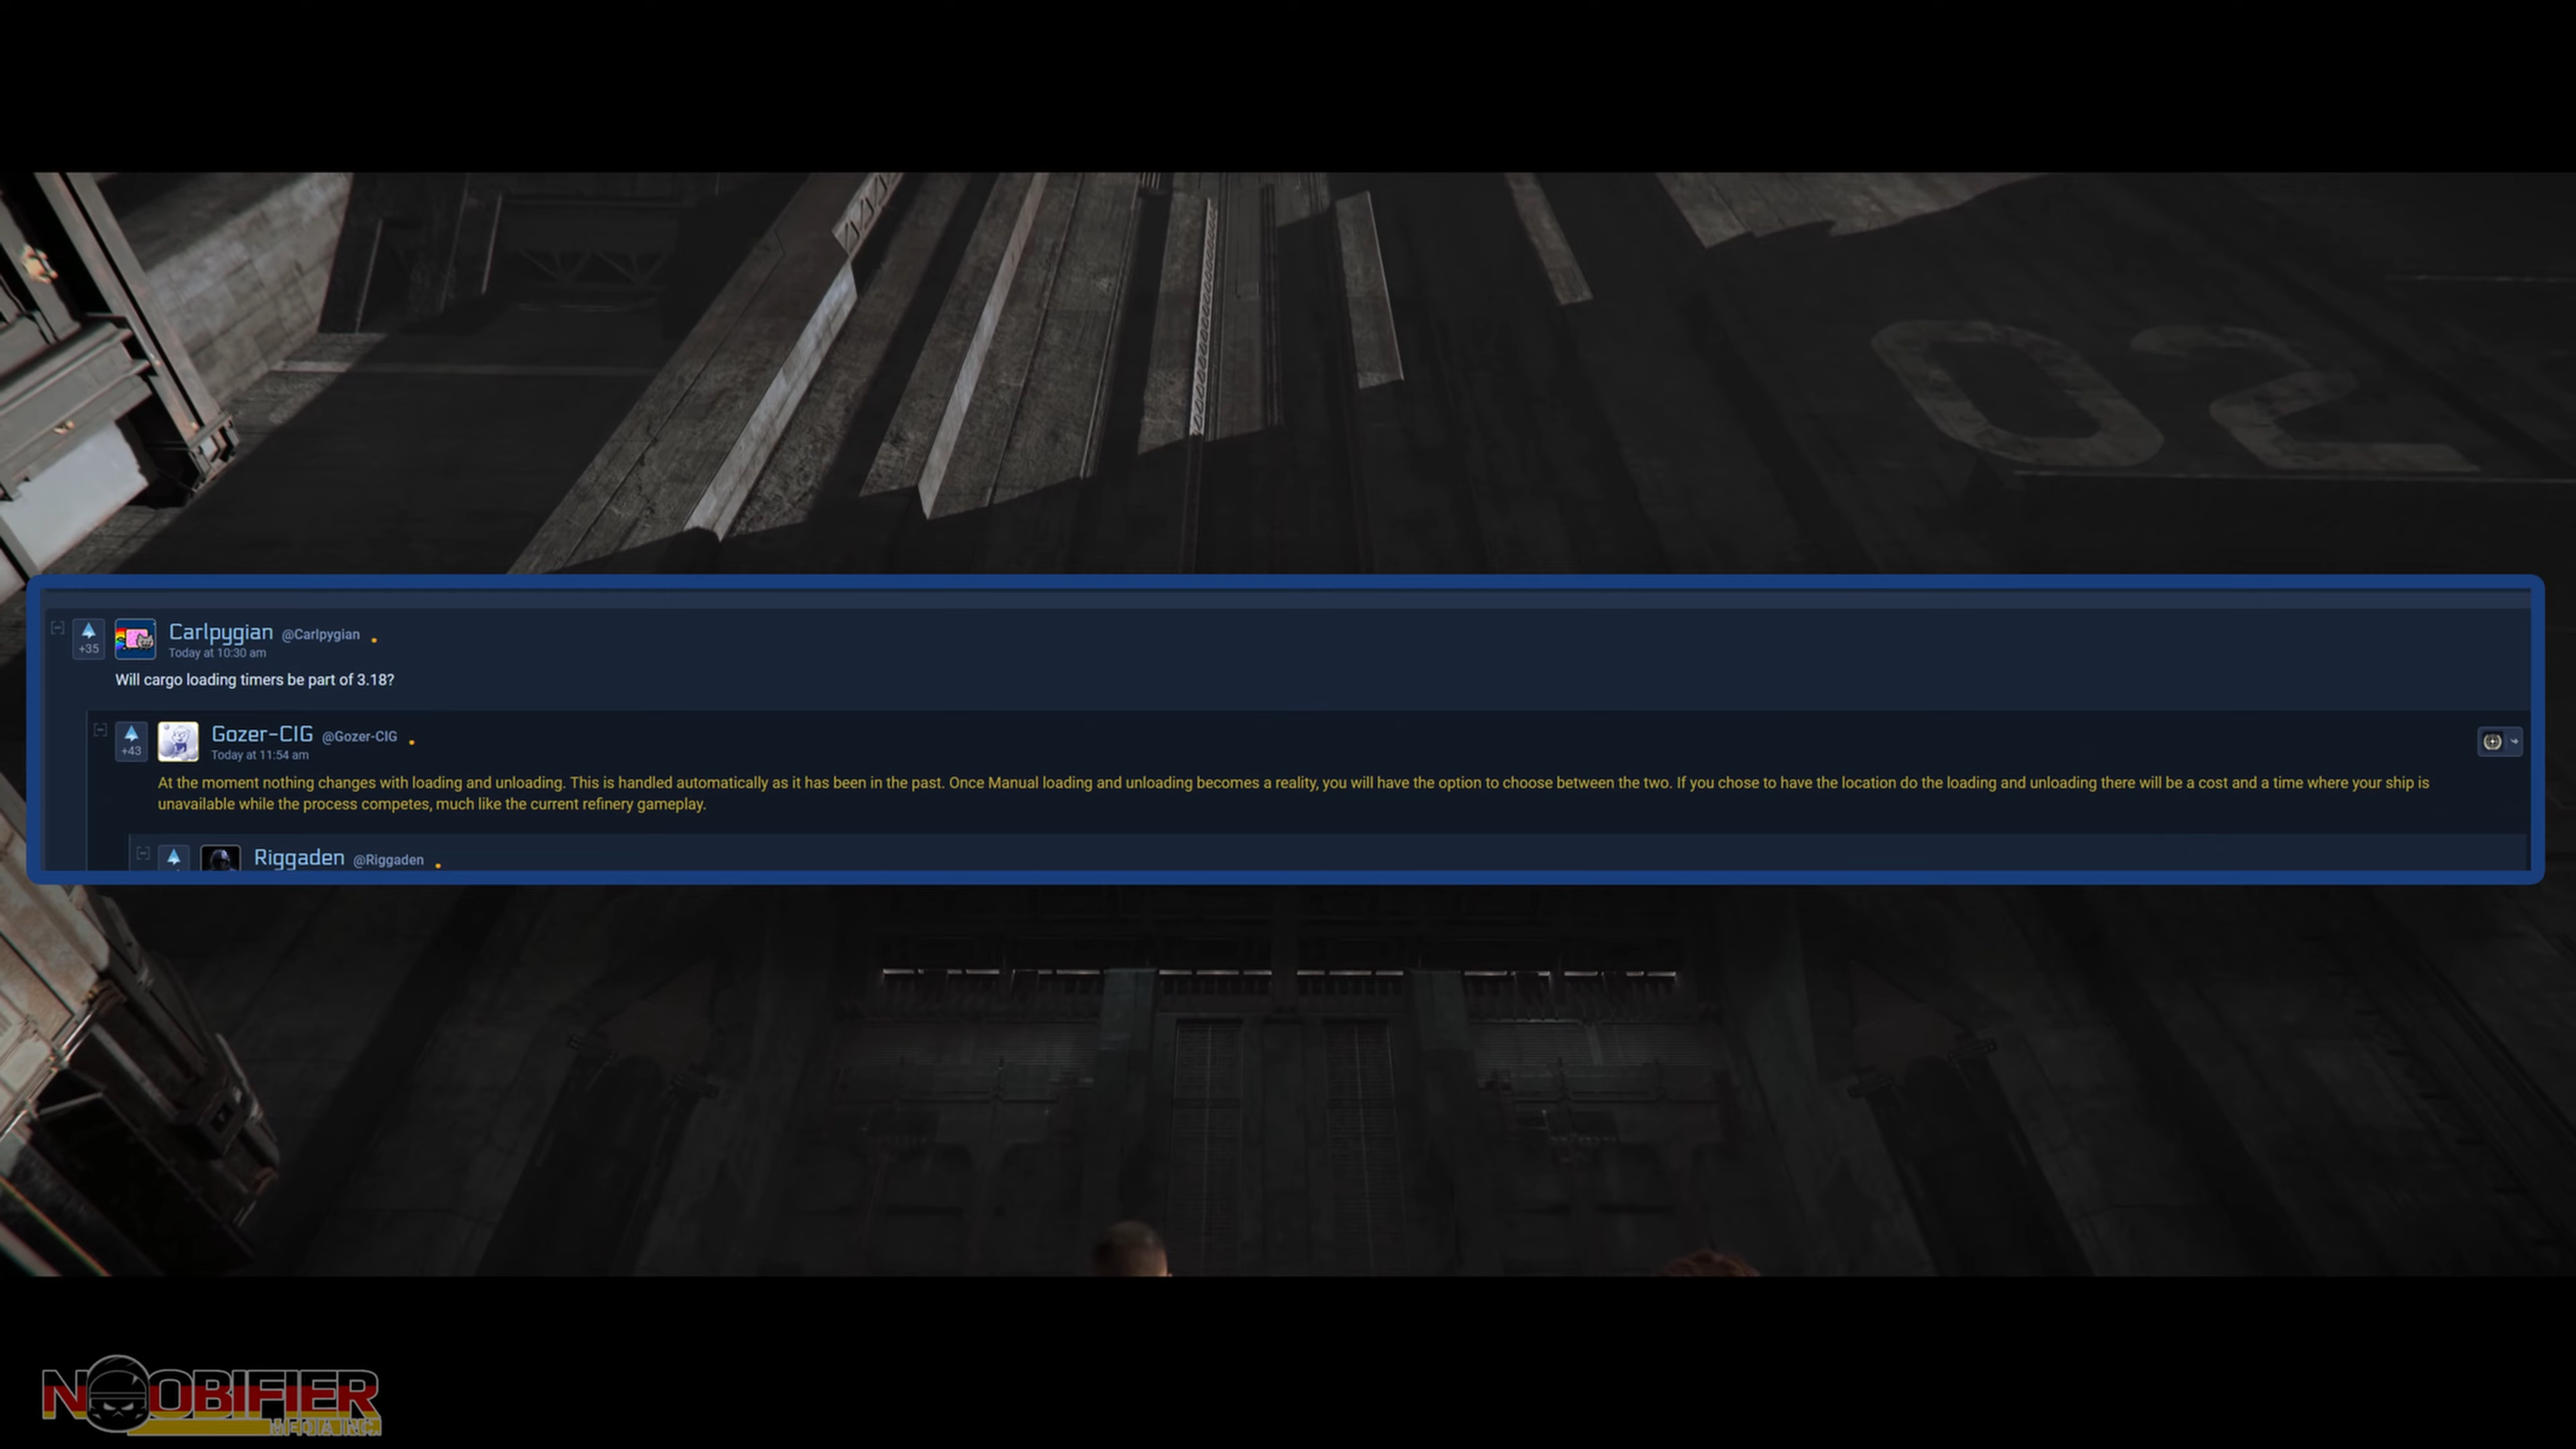 02
Carlpygian @Carlpygian
+35
Today at 10:30 am
Will cargo loading timers be part of 3.18?
Gozer-CIG @Gozer-CIG
+43
Today at 11:54 am
At the moment nothing changes with loading and unloading. This is handled automatically as it has been in the past. Once Manual loading and unloading becomes a reality, you will have the option to choose between the two. If you chose to have the location do the loading and unloading there will be a cost and a time where your ship is
unavailable while the process competes, much like the current refinery gameplay.
Riggaden @Riggaden
NOOBIFIER